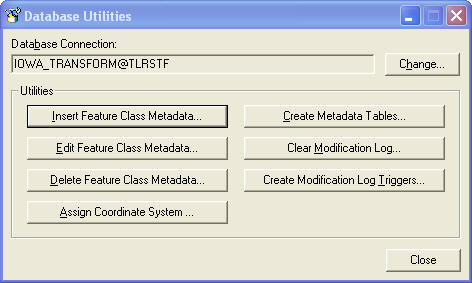 Database Utilities
Database Connection:
IOWA_TRANSFORM@TLRSTF
Change...
Utilities
Insert Feature Class Metadata...
Create Metadata Tables...
Edit Feature Class Metadata...
Clear Modification Log...
Delete Feature Class Metadata...
Create Modification Log Triggers...
Assign Coordinate System ...
Close